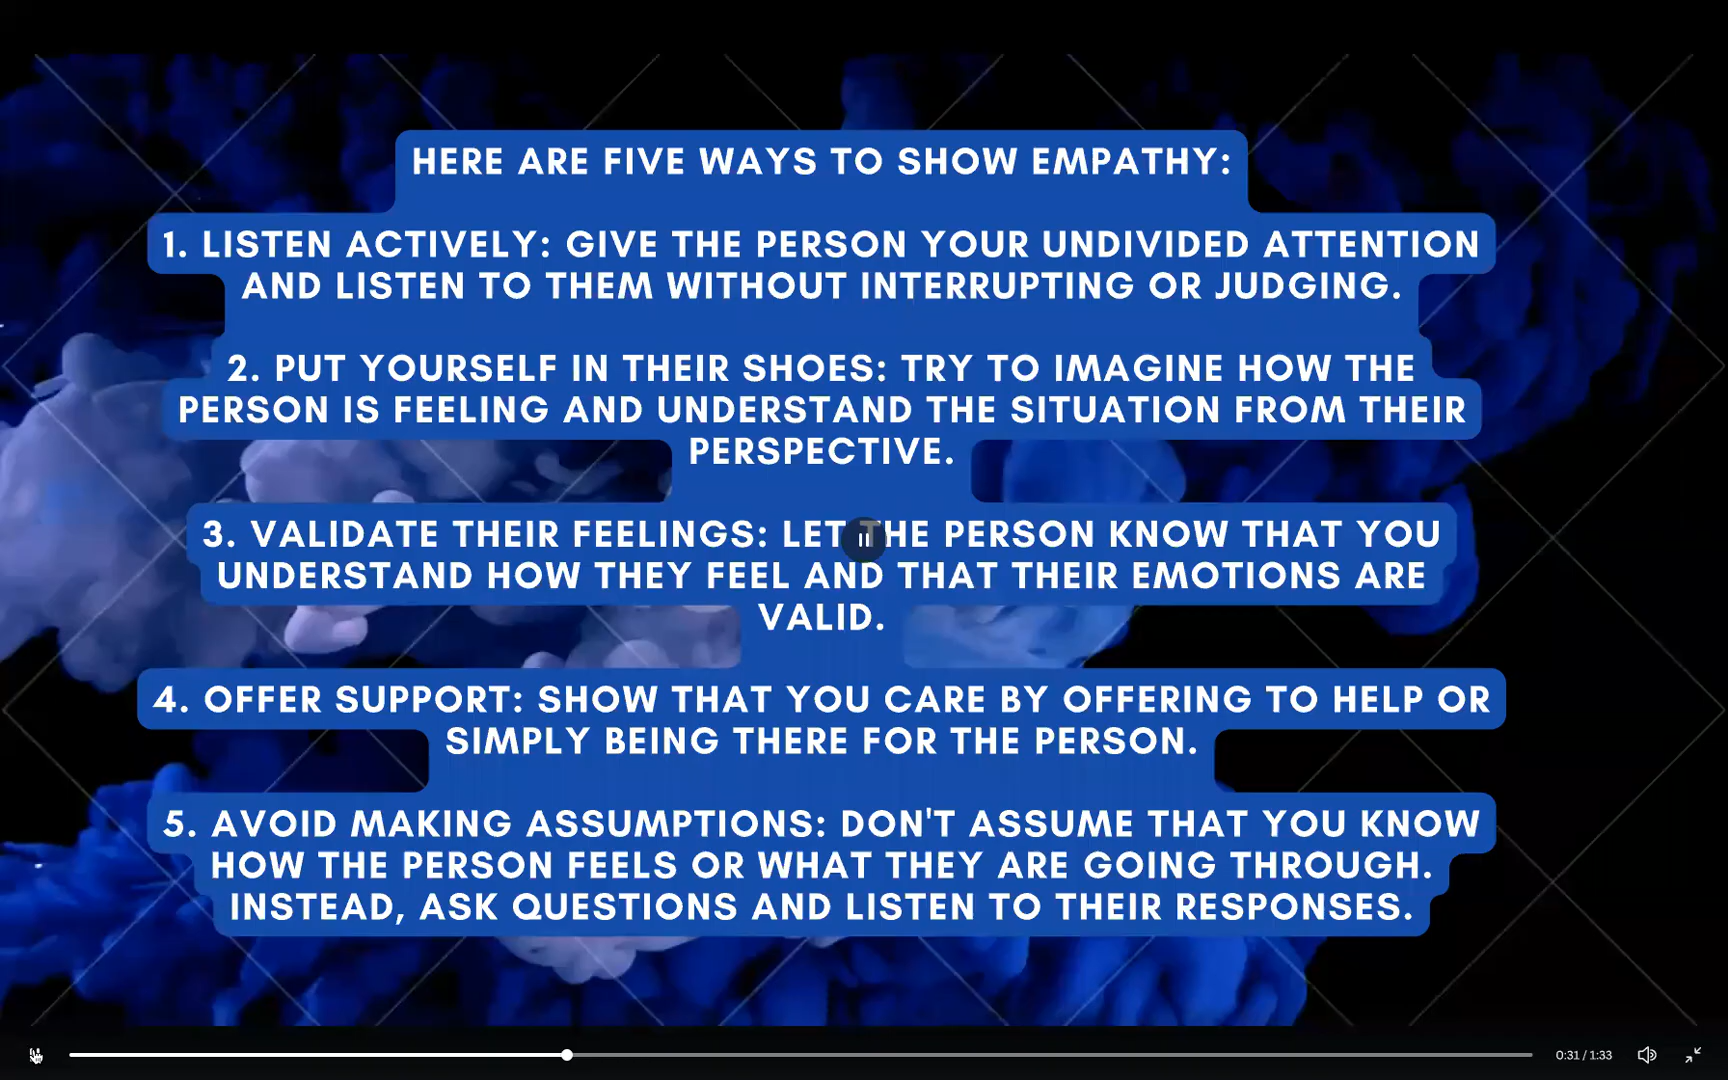 HERE ARE FIVE WAYS TO SHOW EMPATHY:
1. LISTEN ACTIVELY: GIVE THE PERSON YOUR UNDIVIDED ATTENTION
AND LISTEN TO THEM WITHOUT INTERRUPTING OR JUDGING.
2. PUT YOURSELF IN THEIR SHOES: TRY TO IMAGINE HOW THE
PERSON IS FEELING AND UNDERSTAND THE SITUATION FROM THEIR
PERSPECTIVE.
3. VALIDATE THEIR FEELINGS: LET THE PERSON KNOW THAT YOU
UNDERSTAND HOW THEY FEEL AND THAT THEIR EMOTIONS ARE
VALID.
4. OFFER SUPPORT: SHOW THAT YOU CARE BY OFFERING TO HELP OR
SIMPLY BEING THERE FOR THE PERSON.
5. AVOID MAKING ASSUMPTIONS: DON'T ASSUME THAT YOU KNOW
HOW THE PERSON FEELS OR WHAT THEY ARE GOING THROUGH.
INSTEAD, ASK QUESTIONS AND LISTEN TO THEIR RESPONSES.
0:31 / 1:33